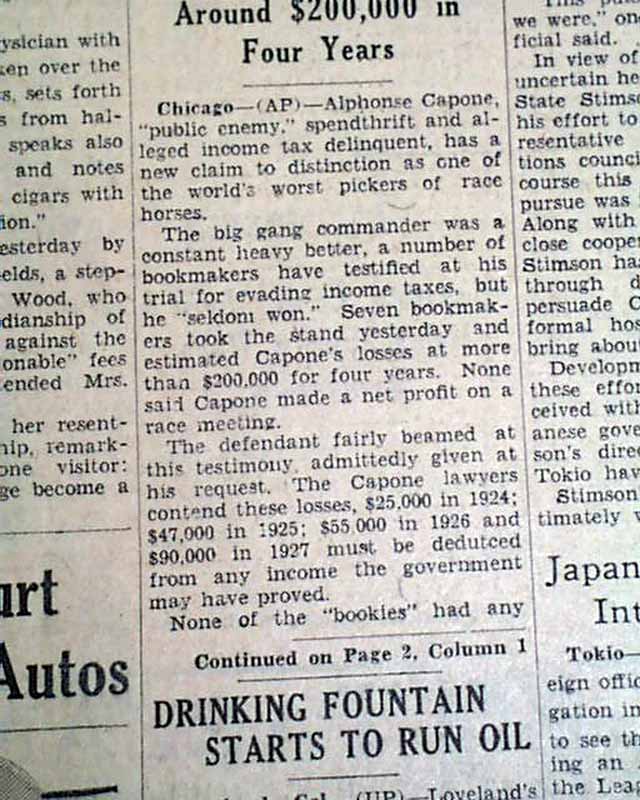 ysician with
ken over the
s, sets forth
s from hal-
speaks also
and notes
cigars with
ion."
esterday by
elds, a step-
Wood, who
dianship of
against the
onable" fees
ended Mrs.
her resent-
hip, remark-
one visitor:
ge become a
urt
Autos
Around $200,000 in
Four Years
Chicago—(AP)—Alphonse Capone,
"public enemy," spendthrift and al-
leged income tax delinquent, has a
new claim to distinction as one of
the world's worst pickers of race
horses.
The big gang commander was a
constant heavy better, a number of
bookmakers have testified at his
trial for evading income taxes, but
he "seldom won." Seven bookmak-
ers took the stand yesterday and
estimated Capone's losses at more
than $200,000 for four years. None
said Capone made a net profit on a
race meeting.
The defendant fairly beamed at
this testimony, admittedly given at
his request. The Capone lawyers
contend these losses, $25,000 in 1924;
$47,000 in 1925; $55,000 in 1926 and
$90,000 in 1927 must be dedutced
from any income the government
may have proved.
None of the "bookies" had any
Continued on Page 2, Column 1
DRINKING FOUNTAIN
STARTS TO RUN OIL
Col. (UP)—Loveland's
we were," on
ficial said.
In view of
uncertain he
State Stimso
his effort to
resentative
tions counci
course this
pursue was
Along with
close cooper
Stimson ha
through d
persuade C
formal hos
bring abou
Developm
these effor
ceived with
anese gove
son's direc
Tokio hav
Stimson
timately v
Japan
Int
Tokio—
eign offic
gation in
to see th
ing an
the Lea